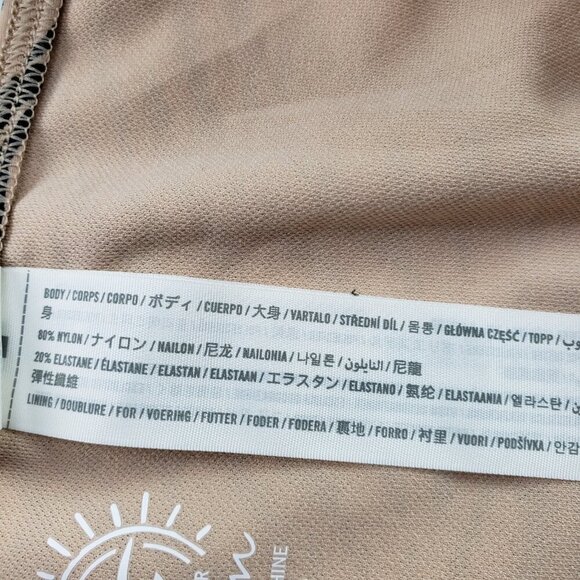 BODY / CORPS / CORPO / ボディ / CUERPO / 大身 / VARTALO / STŘEDNÍ DÍL / 몸통 / GŁÓWNA CZĘŚĆ / TOPP /
身
80% NYLON / ナイロン / NAILON / 尼龙 / NAILONIA / 나일론 / النايلون / 尼龍
20% ELASTANE / ÉLASTANE / ELASTAN / ELASTAAN / エラスタン / ELASTANO / 氨纶 / ELASTAANIA / 엘라스탄 /
彈性纖維
LINING / DOUBLURE / FOR / VOERING / FUTTER / FODER / FODERA / 裏地 / FORRO / 衬里 / VUORI / PODŠÍVKA / 안감